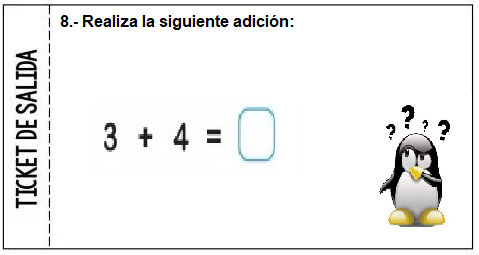 TICKET DE SALIDA
8.- Realiza la siguiente adición:
3 + 4 =
? ? ? ?